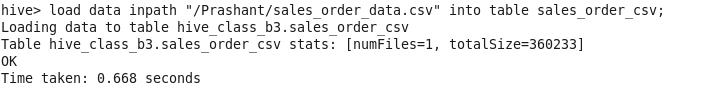 hive> load data inpath "/Prashant/sales_order_data.csv" into table sales_order_csv;
Loading data to table hive_class_b3.sales_order_csv
Table hive_class_b3.sales_order_csv stats: [numFiles=1, totalSize=360233]
OK
Time taken: 0.668 seconds